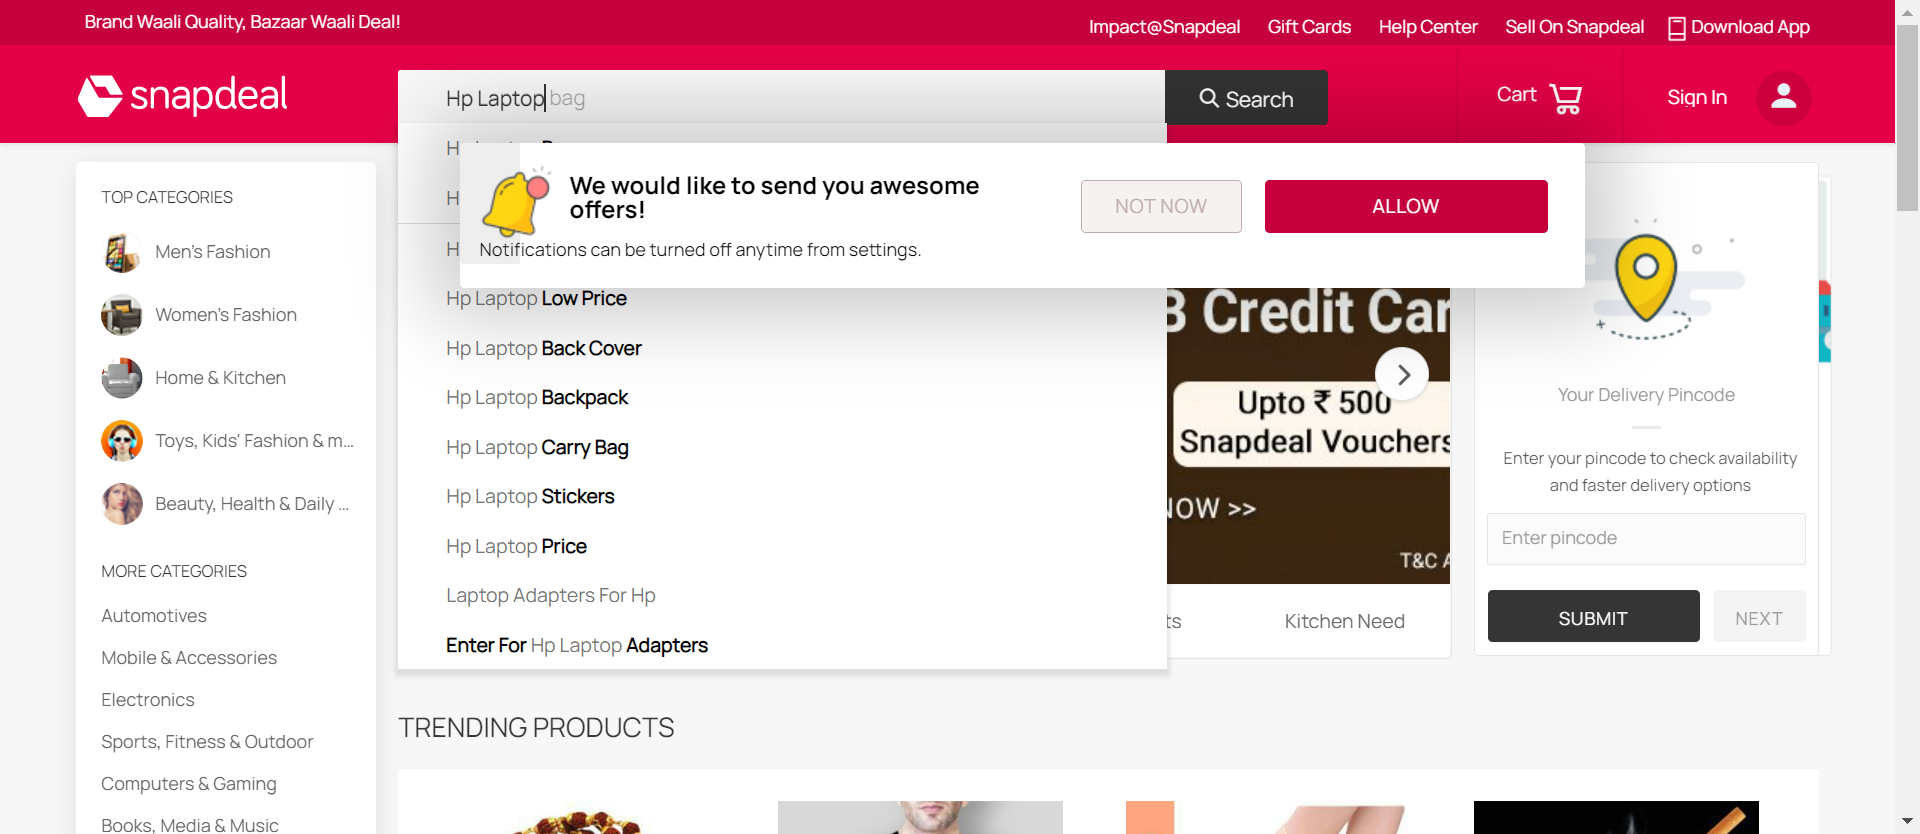 Brand Waali Quality, Bazaar Waali Deal!
Impact@Snapdeal
Gift Cards
Help Center
Sell On Snapdeal
Download App
snapdeal
Hp Laptop bag
Search
Cart
Sign In
We would like to send you awesome
offers!
Notifications can be turned off anytime from settings.
NOT NOW
ALLOW
TOP CATEGORIES
Men's Fashion
Women's Fashion
Home & Kitchen
Toys, Kids' Fashion & m...
Beauty, Health & Daily ...
MORE CATEGORIES
Automotives
Mobile & Accessories
Electronics
Sports, Fitness & Outdoor
Computers & Gaming
Books, Media & Music
Hp Laptop Low Price
Hp Laptop Back Cover
Hp Laptop Backpack
Hp Laptop Carry Bag
Hp Laptop Stickers
Hp Laptop Price
Laptop Adapters For Hp
Enter For Hp Laptop Adapters
B Credit Car
Upto ₹ 500
Snapdeal Vouchers
NOW >>
T&C A
ts
Kitchen Need
Your Delivery Pincode
Enter your pincode to check availability
and faster delivery options
Enter pincode
SUBMIT
NEXT
TRENDING PRODUCTS